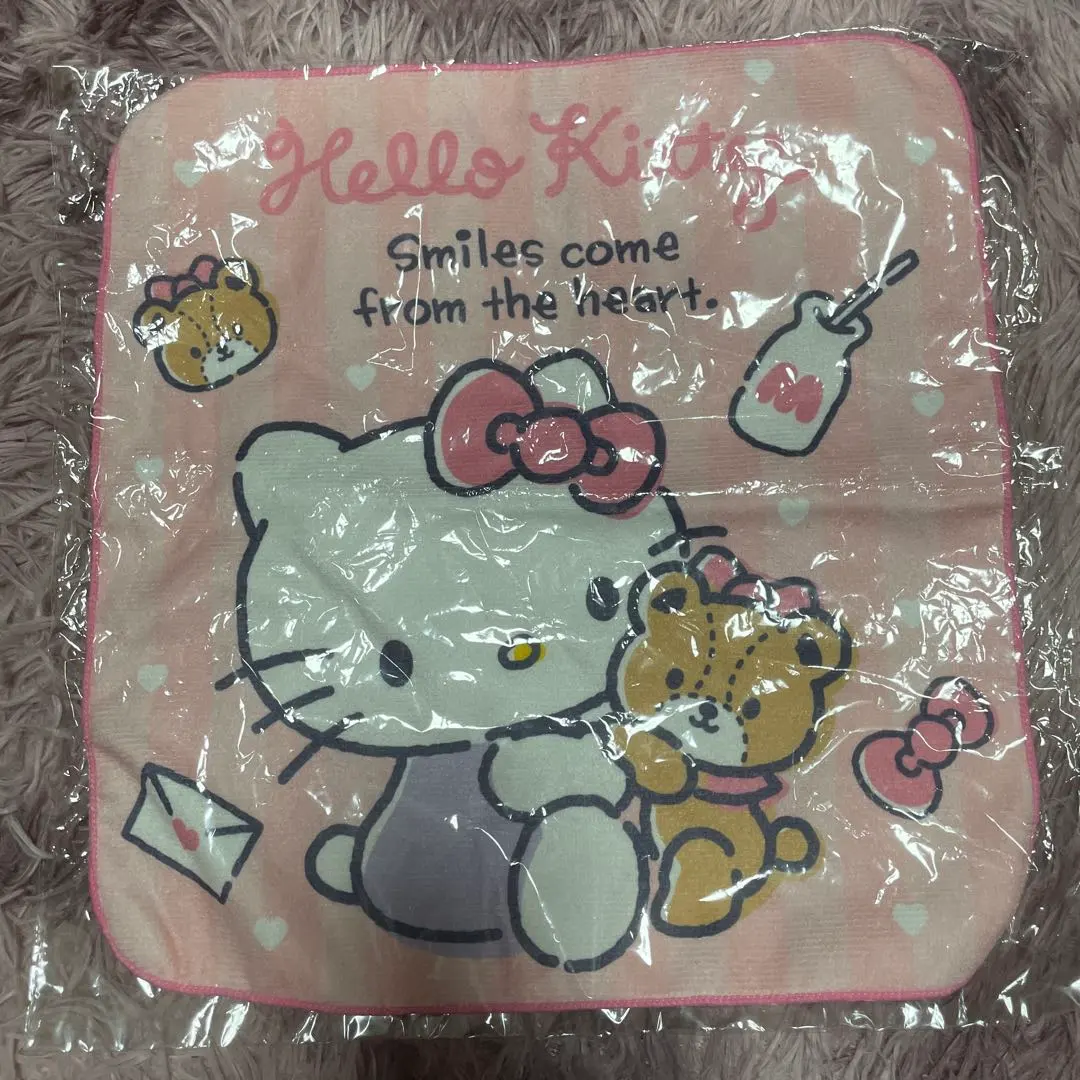 Hello Kitty
Smiles come
from the heart.
M